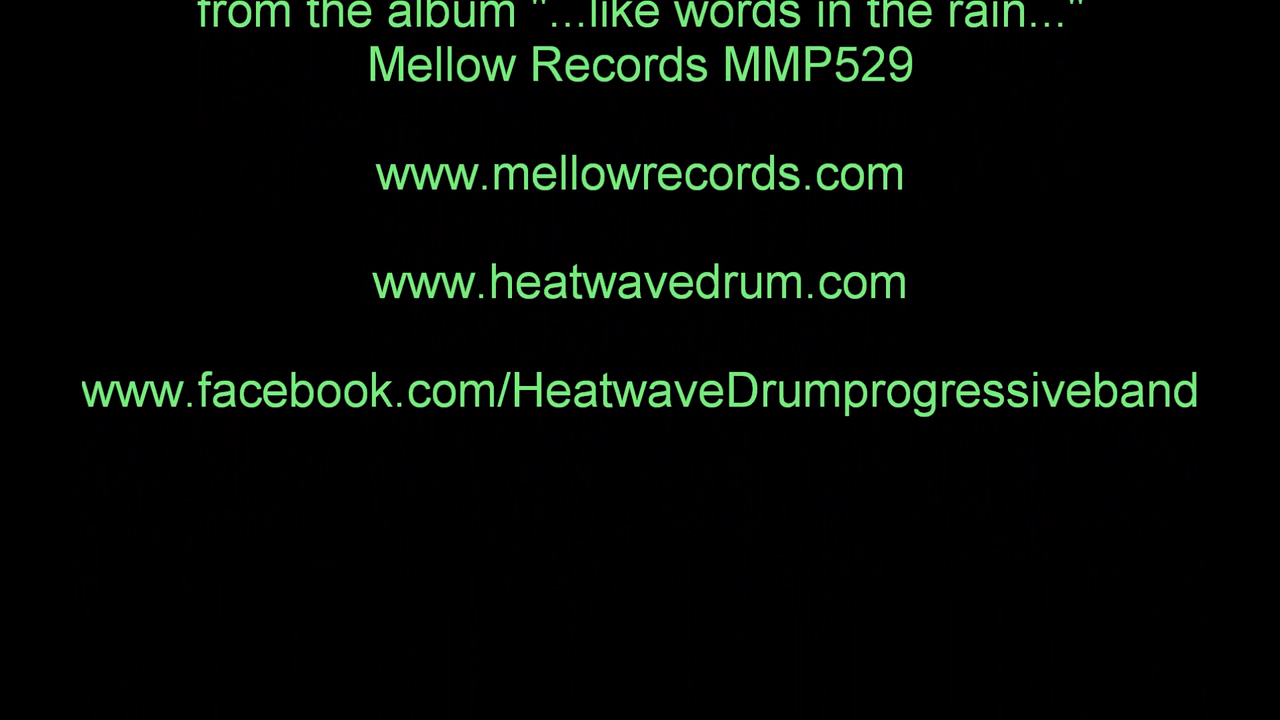 from the album "...like words in the rain..."
Mellow Records MMP529
www.mellowrecords.com
www.heatwavedrum.com
www.facebook.com/HeatwaveDrumprogressiveband